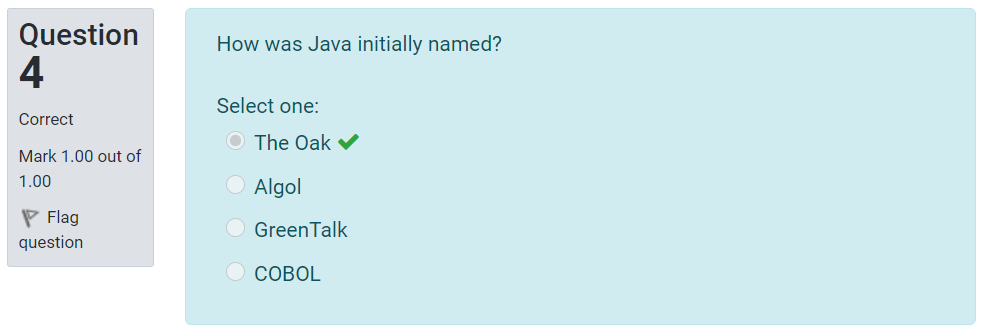 Question
4
Correct
Mark 1.00 out of
1.00
Flag
question
How was Java initially named?
Select one:
The Oak
Algol
GreenTalk
COBOL